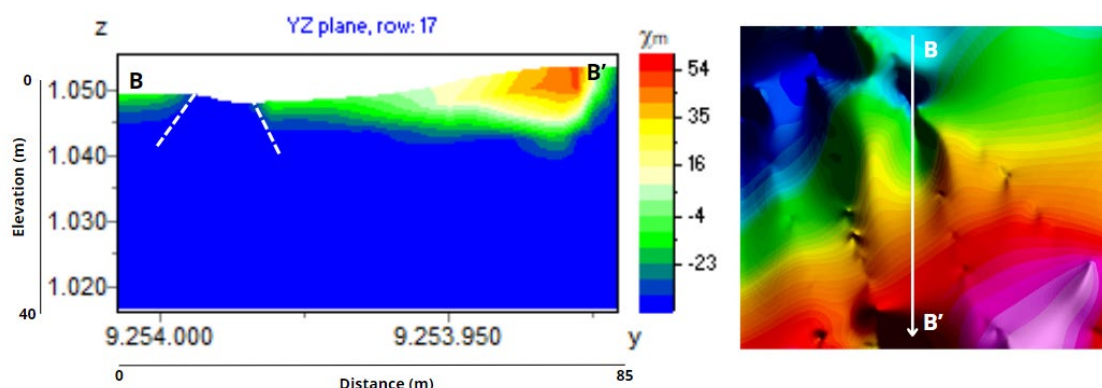 YZ plane, row: 17
z
χm
0
B
B'
1.050
1.040
1.030
1.020
40
Elevation (m)
54
35
16
-4
-23
9.254.000
9.253.950
y
0
85
Distance (m)
B
B'